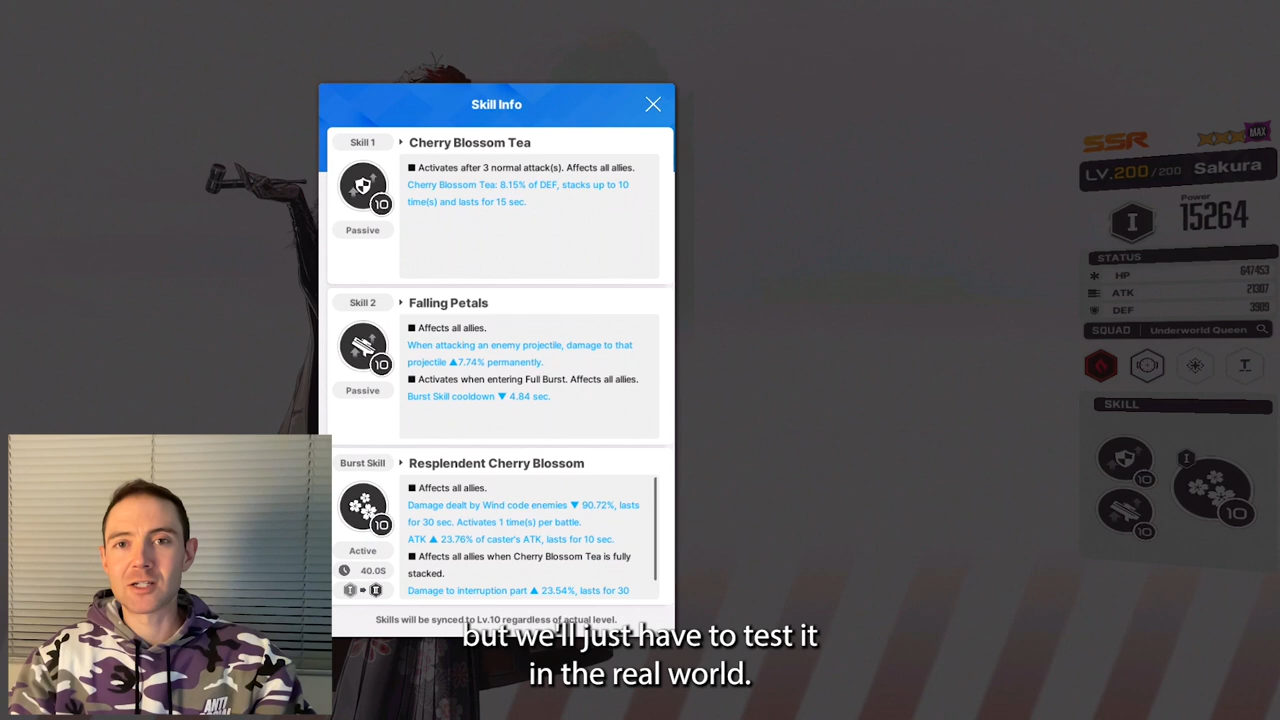 Skill Info
Skill 1
Cherry Blossom Tea
■ Activates after 3 normal attack(s). Affects all allies.
Cherry Blossom Tea: 8.15% of DEF, stacks up to 10
time(s) and lasts for 15 sec.
10
Passive
Skill 2
Falling Petals
■ Affects all allies.
When attacking an enemy projectile, damage to that
projectile ▲7.74% permanently.
■ Activates when entering Full Burst. Affects all allies.
Burst Skill cooldown ▼ 4.84 sec.
10
Passive
Burst Skill
Resplendent Cherry Blossom
■ Affects all allies.
Damage dealt by Wind code enemies ▼ 90.72%, lasts
for 30 sec. Activates 1 time(s) per battle.
ATK ▲ 23.76% of caster's ATK, lasts for 10 sec.
■ Affects all allies when Cherry Blossom Tea is fully
stacked.
Damage to interruption part ▲ 23.54%, lasts for 30
10
Active
40.0S
I
II
Skills will be synced to Lv.10 regardless of actual level.
SSR
MAX
LV.200/200 Sakura
I
Power
15264
STATUS
HP 647453
ATK 21307
DEF 3909
SQUAD Underworld Queen
SKILL
10
I
10
10
but we'll just have to test it
in the real world.